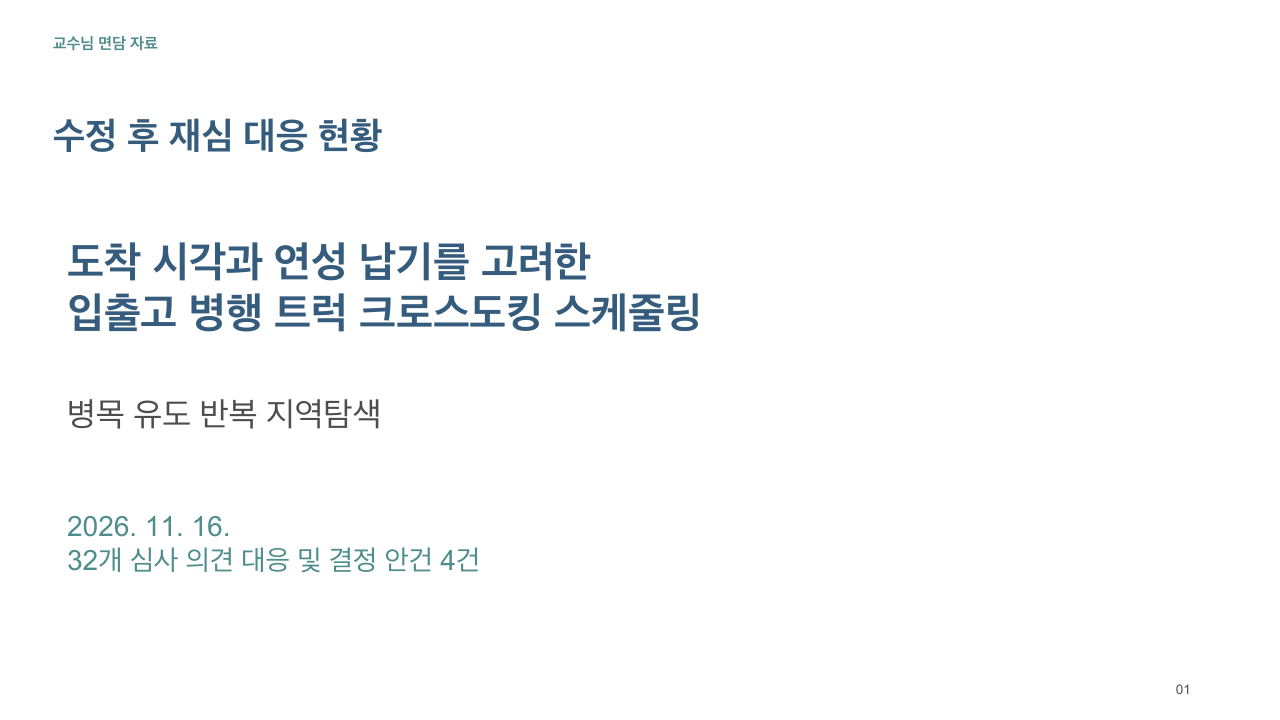 교수님 면담 자료
수정 후 재심 대응 현황
도착 시각과 연성 납기를 고려한
입출고 병행 트럭 크로스도킹 스케줄링
병목 유도 반복 지역탐색
2026. 11. 16.
32개 심사 의견 대응 및 결정 안건 4건
01